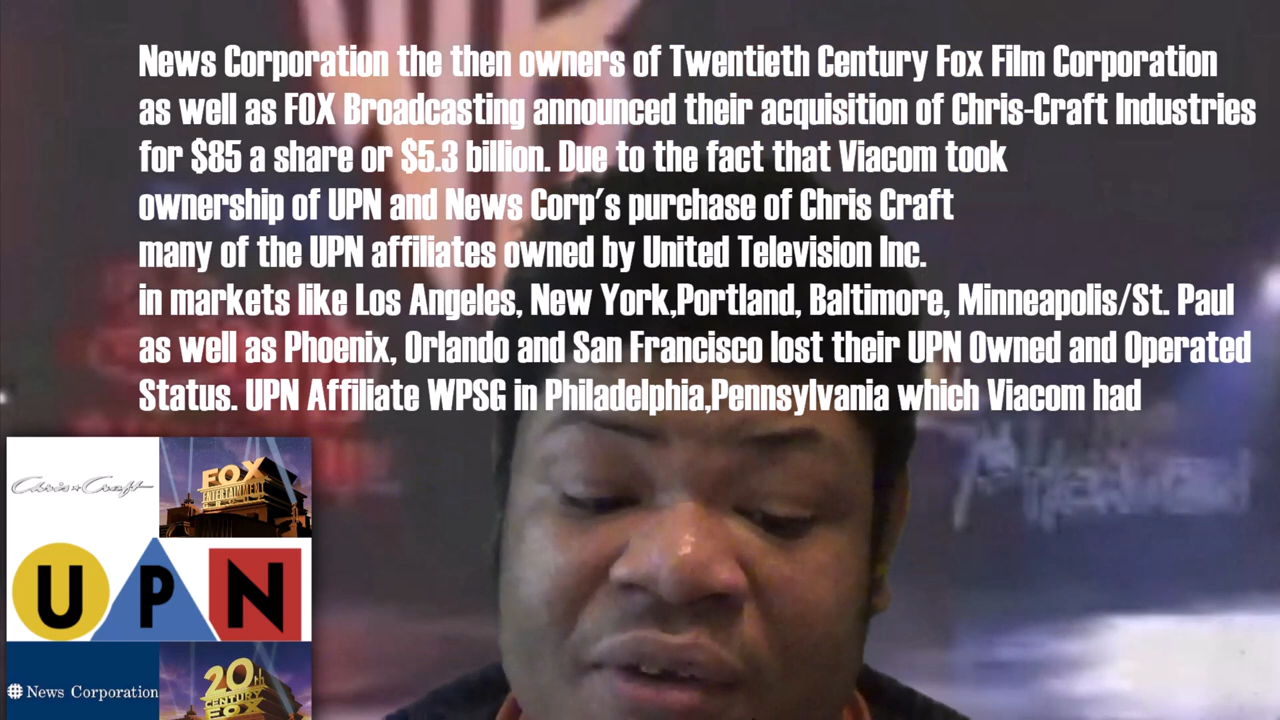 News Corporation the then owners of Twentieth Century Fox Film Corporation
as well as FOX Broadcasting announced their acquisition of Chris-Craft Industries
for $85 a share or $5.3 billion. Due to the fact that Viacom took
ownership of UPN and News Corp's purchase of Chris Craft
many of the UPN affiliates owned by United Television Inc.
in markets like Los Angeles, New York,Portland, Baltimore, Minneapolis/St. Paul
as well as Phoenix, Orlando and San Francisco lost their UPN Owned and Operated
Status. UPN Affiliate WPSG in Philadelphia,Pennsylvania which Viacom had
Chris Craft
FOX
ENTERTAINMENT
UPN
News Corporation
20th
CENTURY
FOX